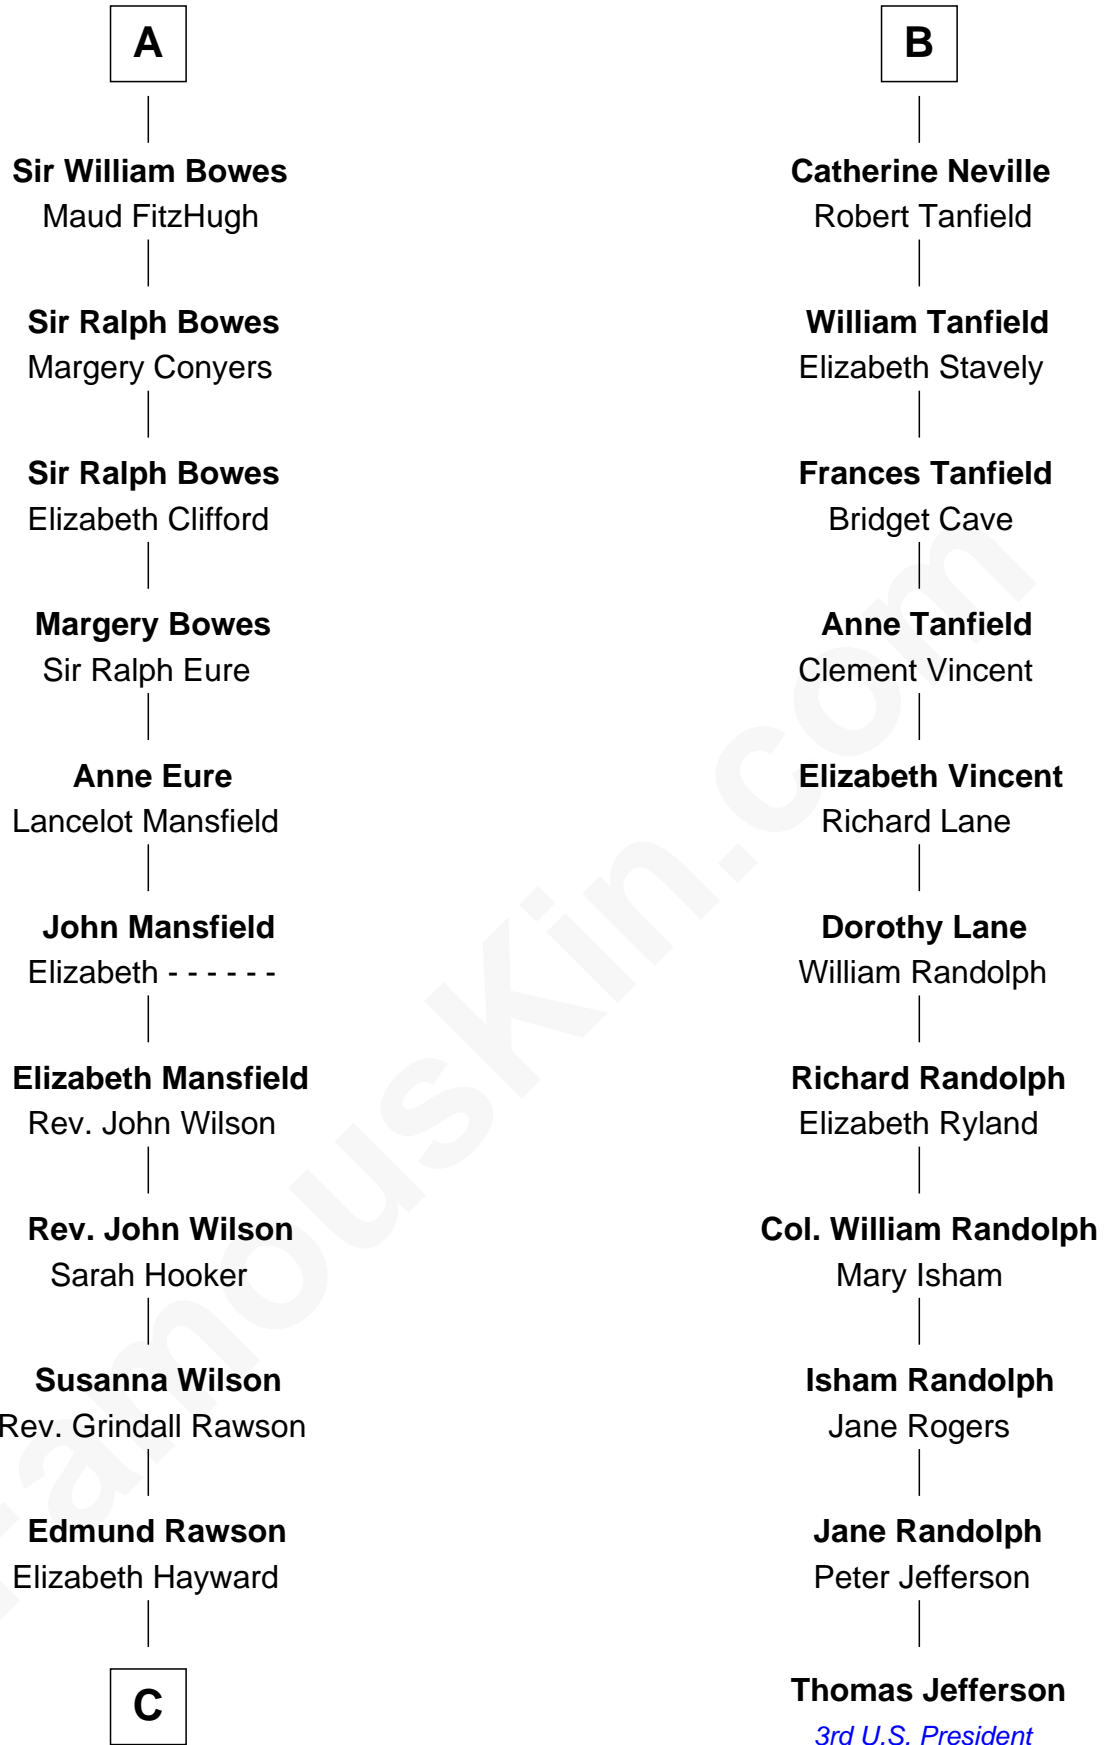 A
Sir William Bowes
Maud FitzHugh
Sir Ralph Bowes
Margery Conyers
Sir Ralph Bowes
Elizabeth Clifford
Margery Bowes
Sir Ralph Eure
Anne Eure
Lancelot Mansfield
John Mansfield
Elizabeth - - - - - -
Elizabeth Mansfield
Rev. John Wilson
Rev. John Wilson
Sarah Hooker
Susanna Wilson
Rev. Grindall Rawson
Edmund Rawson
Elizabeth Hayward
C
B
Catherine Neville
Robert Tanfield
William Tanfield
Elizabeth Stavely
Frances Tanfield
Bridget Cave
Anne Tanfield
Clement Vincent
Elizabeth Vincent
Richard Lane
Dorothy Lane
William Randolph
Richard Randolph
Elizabeth Ryland
Col. William Randolph
Mary Isham
Isham Randolph
Jane Rogers
Jane Randolph
Peter Jefferson
Thomas Jefferson
3rd U.S. President
FamousKin.com